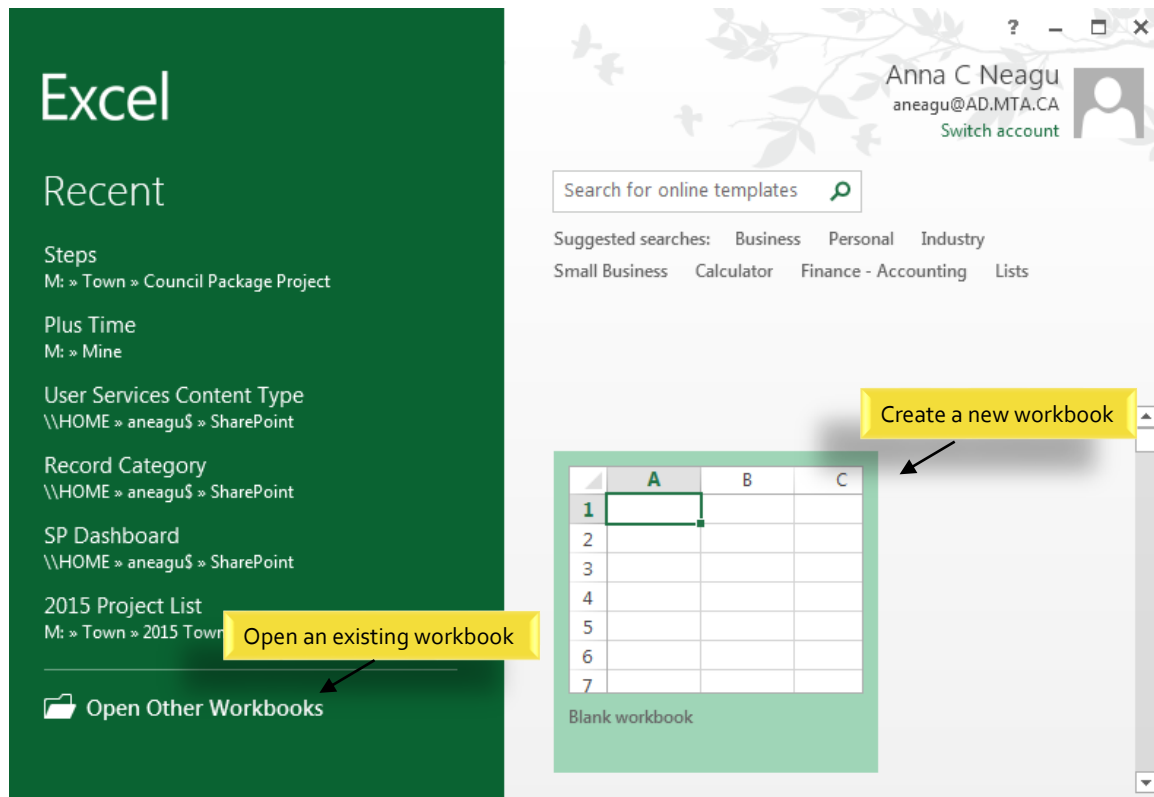 ?
Anna C Neagu
aneagu@AD.MTA.CA
Switch account
Excel
Recent
Steps
M: » Town » Council Package Project
Plus Time
M: » Mine
User Services Content Type
\\HOME » aneagu$ » SharePoint
Record Category
\\HOME » aneagu$ » SharePoint
SP Dashboard
\\HOME » aneagu$ » SharePoint
2015 Project List
M: » Town » 2015 Town
Open an existing workbook
Open Other Workbooks
Search for online templates
Suggested searches: Business Personal Industry
Small Business Calculator Finance - Accounting Lists
Create a new workbook
A B C
1
2
3
4
5
6
7
Blank workbook